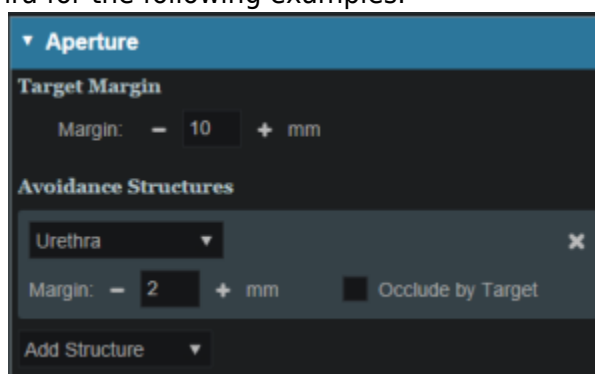 for the following examples.
Aperture
Target Margin
Margin: − 10 + mm
Avoidance Structures
Urethra
Margin: − 2 + mm Occlude by Target
Add Structure